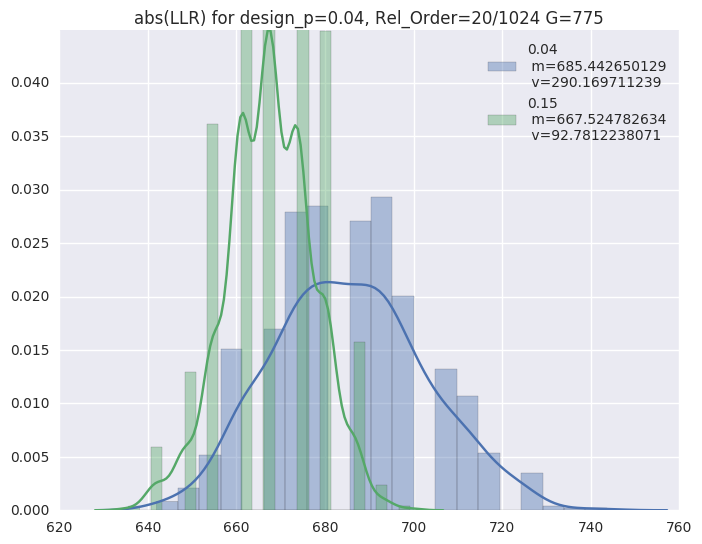 abs(LLR) for design_p=0.04, Rel_Order=20/1024 G=775
0.04
m=685.442650129
v=290.169711239
0.15
m=667.524782634
v=92.7812238071
0.040
0.035
0.030
0.025
0.020
0.015
0.010
0.005
0.000
620 640 660 680 700 720 740 760